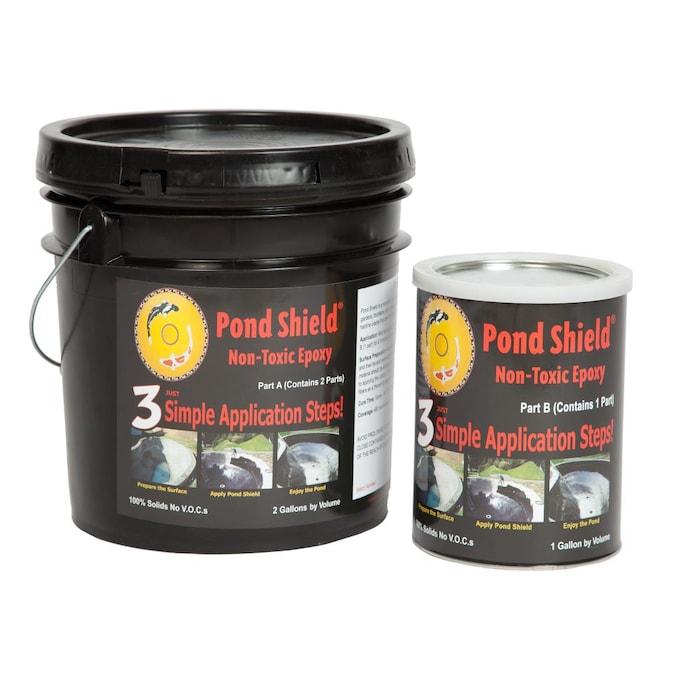 Pond Shield®
Non-Toxic Epoxy
Part A (Contains 2 Parts)
3 JUST
Simple Application Steps!
Prepare the Surface
Apply Pond Shield
Enjoy the Pond
100% Solids No V.O.C.s
2 Gallons by Volume
Pond Shield®
Non-Toxic Epoxy
Part B (Contains 1 Part)
3 JUST
Simple Application Steps!
Prepare the Surface
Apply Pond Shield
Enjoy the Pond
100% Solids No V.O.C.s
1 Gallon by Volume